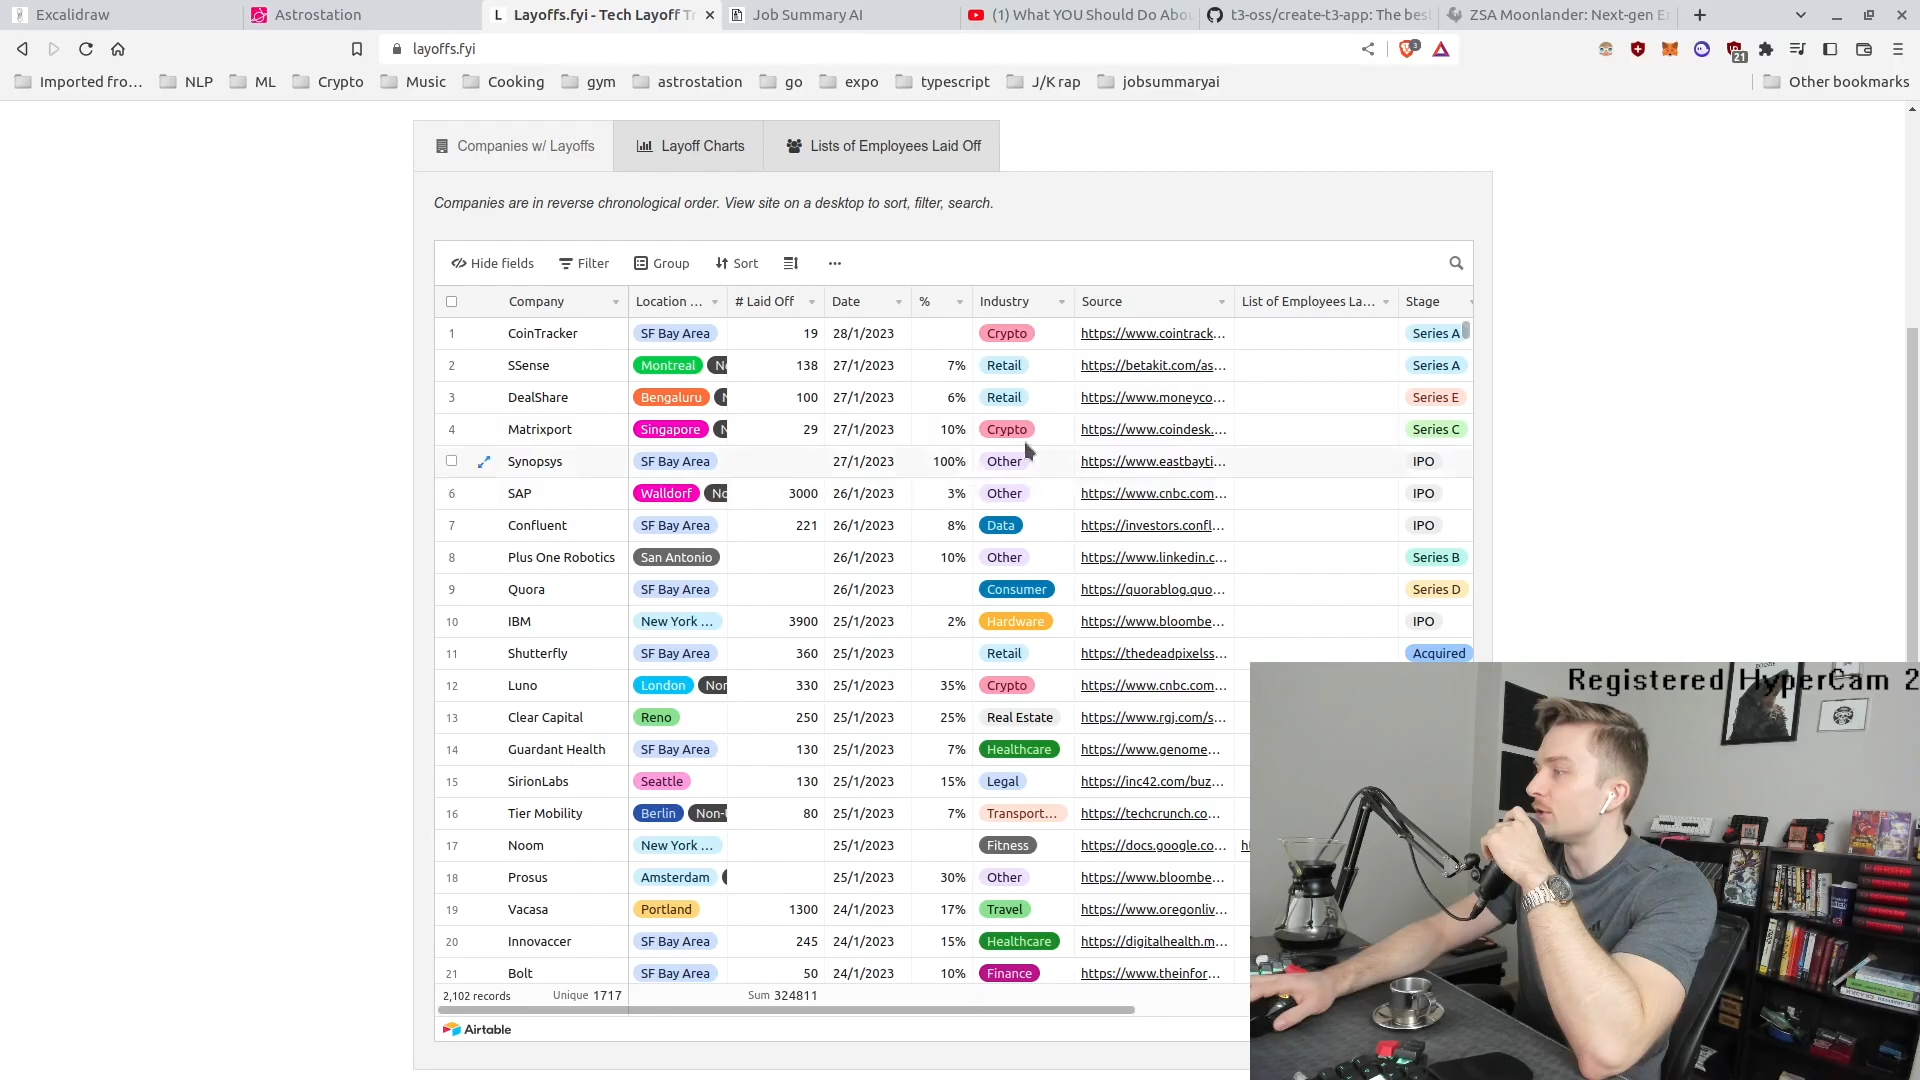 Excalidraw
Astrostation
L Layoffs.fyi - Tech Layoff Tr
Job Summary AI
(1) What YOU Should Do Abou
t3-oss/create-t3-app: The bes
ZSA Moonlander: Next-gen E
layoffs.fyi
3
21
Imported fro... NLP ML Crypto Music Cooking gym astrostation go expo typescript J/K rap jobsummaryai Other bookmarks
Companies w/ Layoffs Layoff Charts Lists of Employees Laid Off
Companies are in reverse chronological order. View site on a desktop to sort, filter, search.
Hide fields Filter Group Sort
Company Location ... # Laid Off Date % Industry Source List of Employees La... Stage
1 CoinTracker SF Bay Area 19 28/1/2023 Crypto https://www.cointrack... Series A
2 SSense Montreal No 138 27/1/2023 7% Retail https://betakit.com/as... Series A
3 DealShare Bengaluru N 100 27/1/2023 6% Retail https://www.moneyco... Series E
4 Matrixport Singapore N 29 27/1/2023 10% Crypto https://www.coindesk.... Series C
Synopsys SF Bay Area 27/1/2023 100% Other https://www.eastbayti... IPO
6 SAP Walldorf No 3000 26/1/2023 3% Other https://www.cnbc.com... IPO
7 Confluent SF Bay Area 221 26/1/2023 8% Data https://investors.confl... IPO
8 Plus One Robotics San Antonio 26/1/2023 10% Other https://www.linkedin.c... Series B
9 Quora SF Bay Area 26/1/2023 Consumer https://quorablog.quo... Series D
10 IBM New York ... 3900 25/1/2023 2% Hardware https://www.bloombe... IPO
11 Shutterfly SF Bay Area 360 25/1/2023 Retail https://thedeadpixelss... Acquired
12 Luno London Non 330 25/1/2023 35% Crypto https://www.cnbc.com...
13 Clear Capital Reno 250 25/1/2023 25% Real Estate https://www.rgj.com/s...
14 Guardant Health SF Bay Area 130 25/1/2023 7% Healthcare https://www.genome...
15 SirionLabs Seattle 130 25/1/2023 15% Legal https://inc42.com/buz...
16 Tier Mobility Berlin Non-U 80 25/1/2023 7% Transport... https://techcrunch.co...
17 Noom New York ... 25/1/2023 Fitness https://docs.google.co...
18 Prosus Amsterdam 25/1/2023 30% Other https://www.bloombe...
19 Vacasa Portland 1300 24/1/2023 17% Travel https://www.oregonliv...
20 Innovaccer SF Bay Area 245 24/1/2023 15% Healthcare https://digitalhealth.m...
21 Bolt SF Bay Area 50 24/1/2023 10% Finance https://www.theinfor...
2,102 records Unique 1717 Sum 324811
Airtable
Registered HyperCam 2